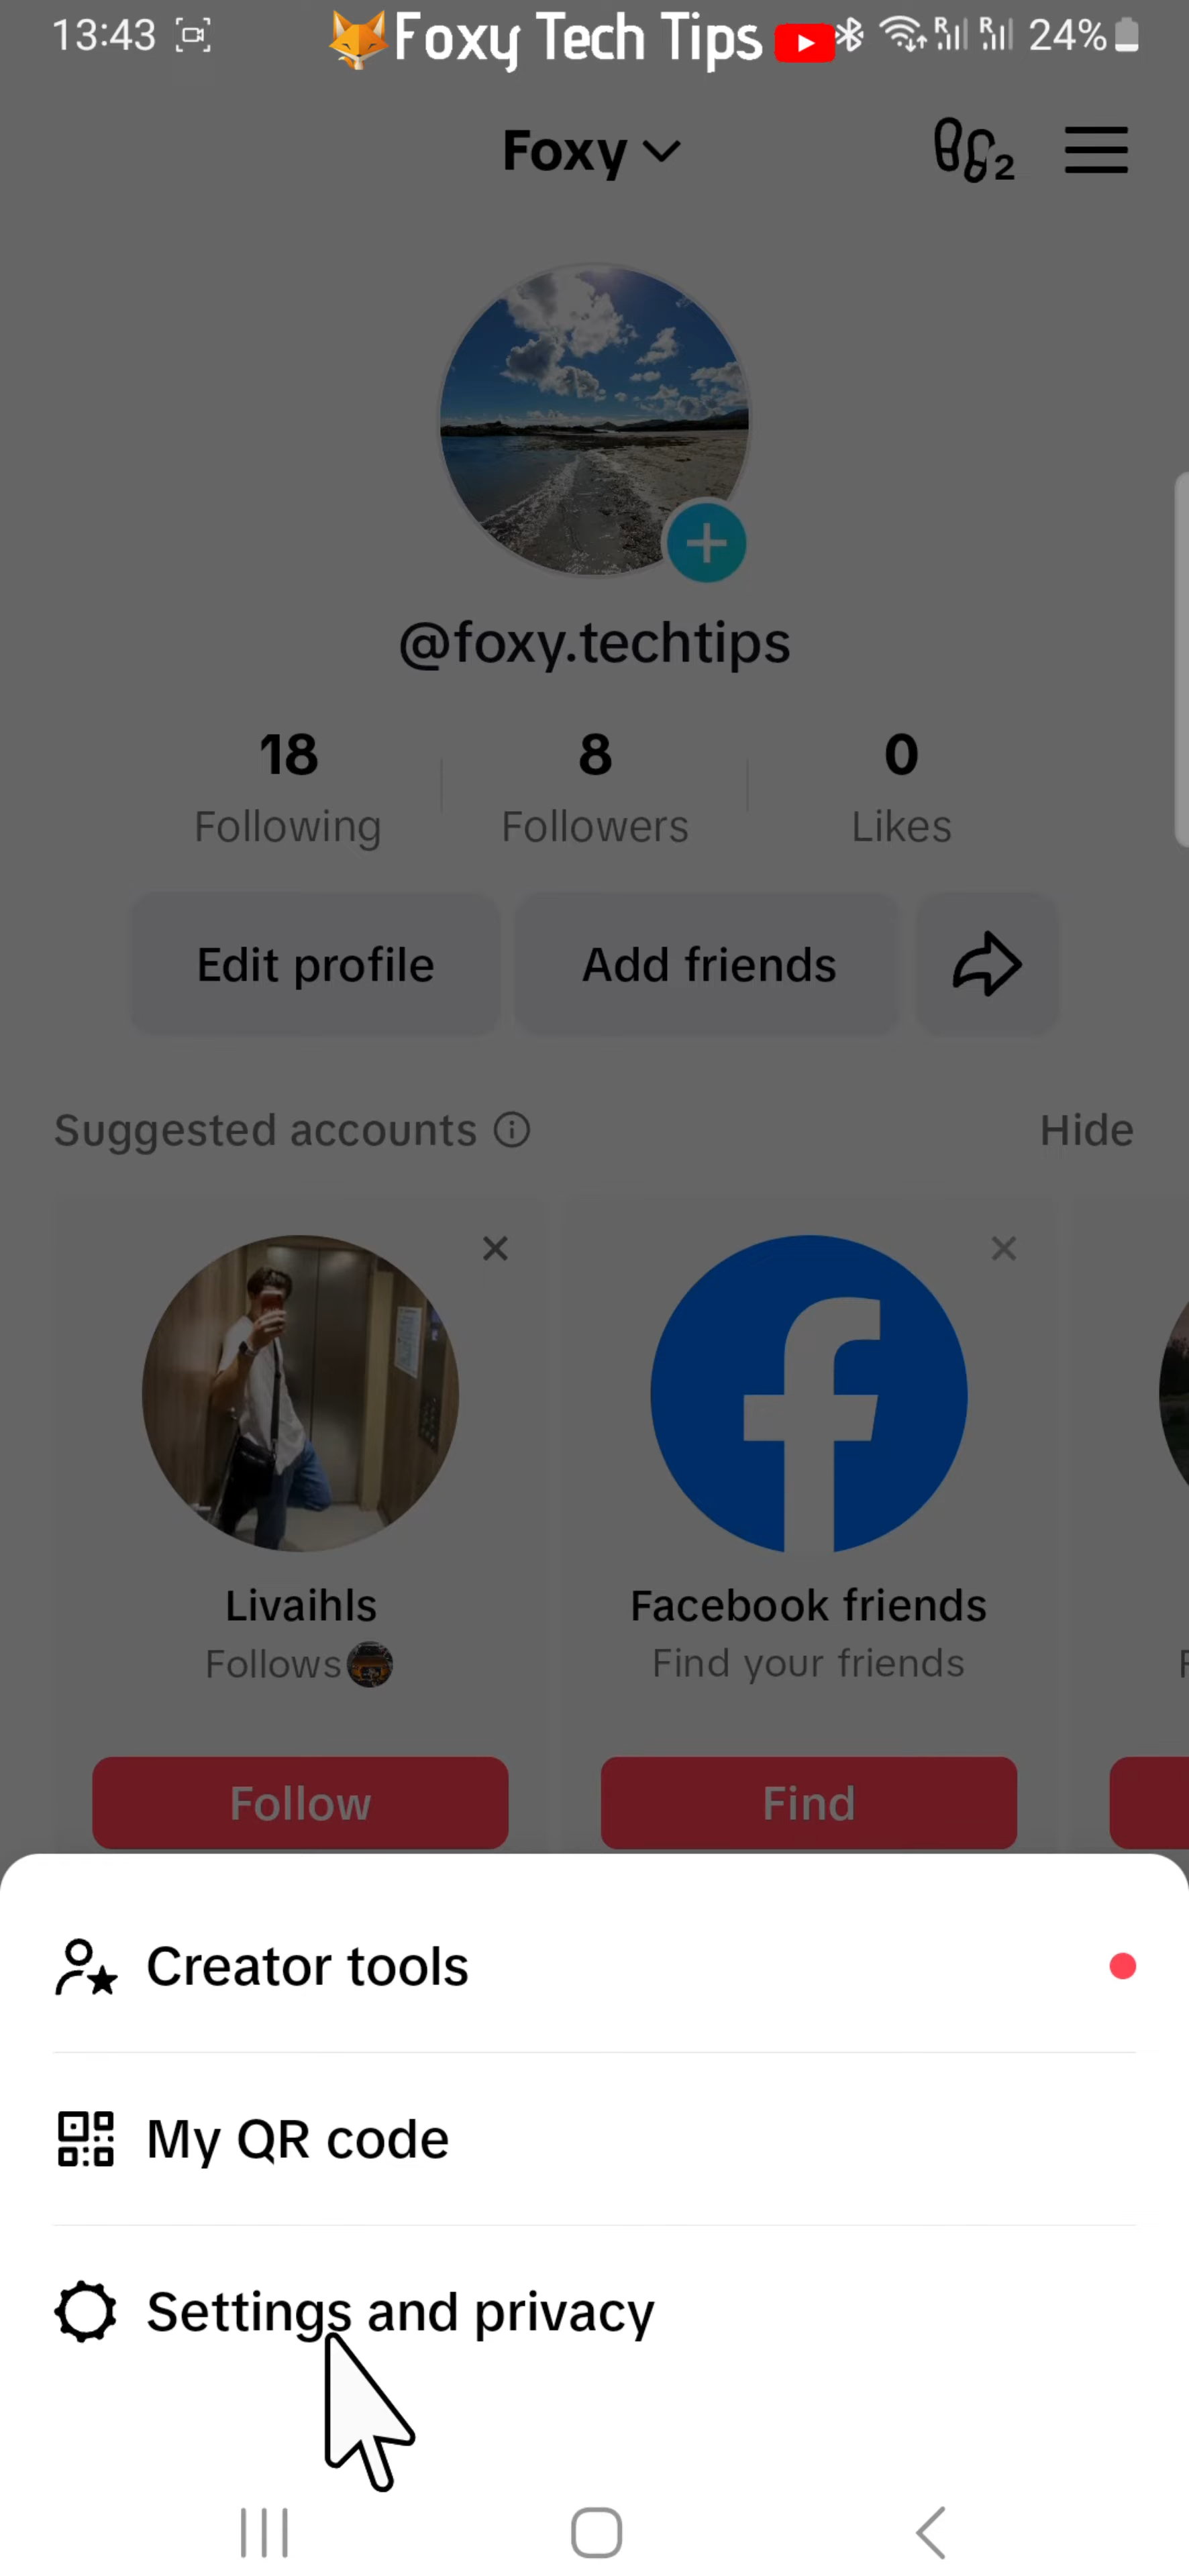 13:43 Foxy Tech Tips R R 24%
Foxy 2
@foxy.techtips
18 8 0
Following Followers Likes
Edit profile Add friends
Suggested accounts Hide
Livaihls Facebook friends
Follows Find your friends
Follow Find
Creator tools
My QR code
Settings and privacy